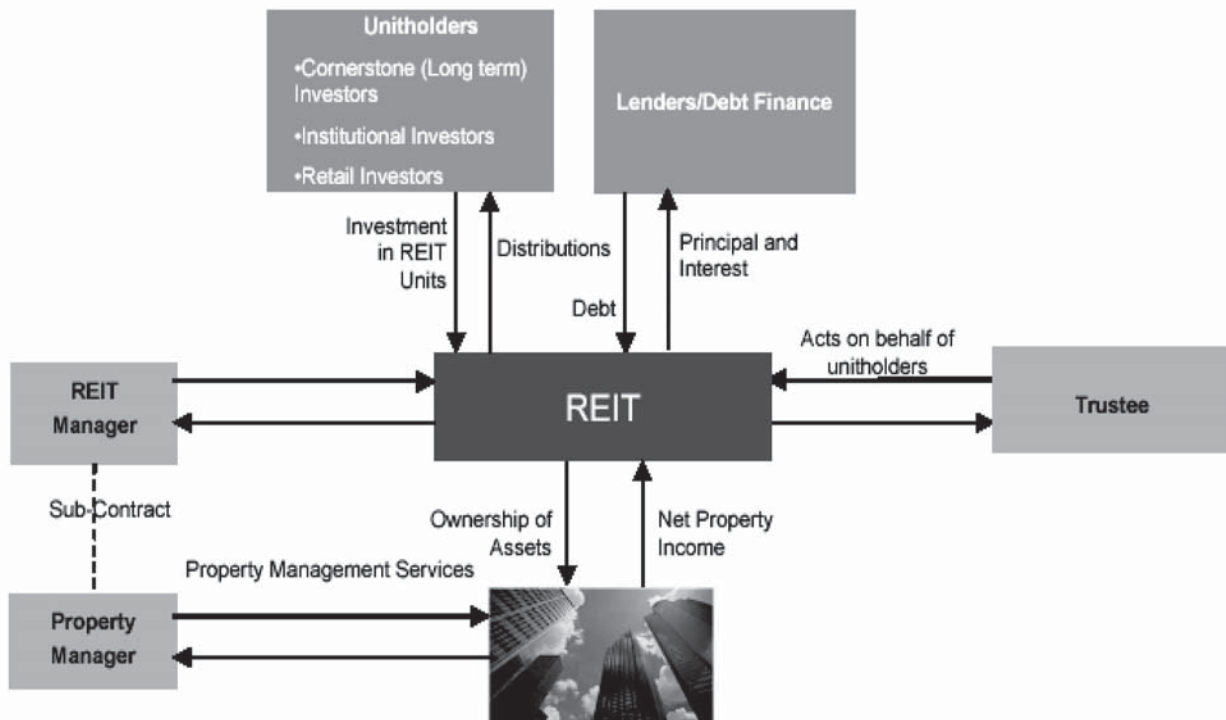 Unitholders
•Cornerstone (Long term)
Investors
•Institutional Investors
•Retail Investors
Lenders/Debt Finance
Investment
in REIT
Units
Distributions
Debt
Principal and
Interest
Acts on behalf of
unitholders
REIT
Manager
REIT
Trustee
Sub-Contract
Ownership of
Assets
Net Property
Income
Property Management Services
Property
Manager